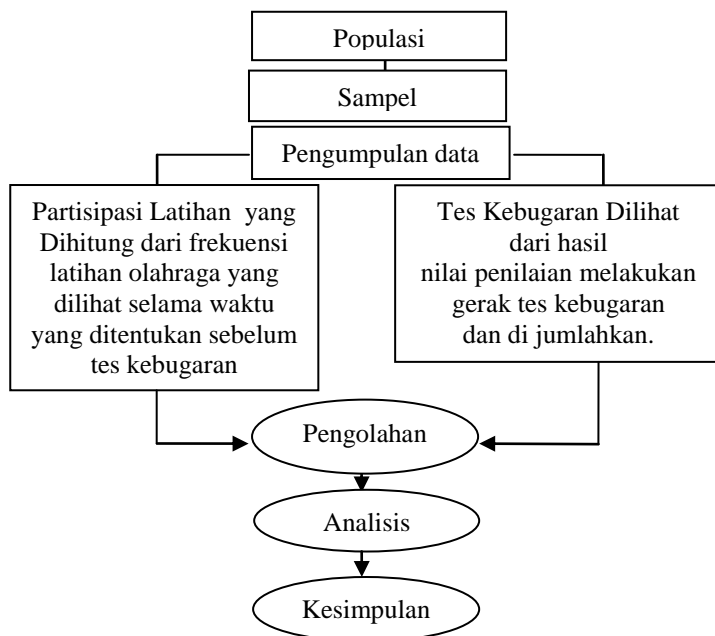 Populasi
Sampel
Pengumpulan data
Partisipasi Latihan yang
Dihitung dari frekuensi
latihan olahraga yang
dilihat selama waktu
yang ditentukan sebelum
tes kebugaran
Tes Kebugaran Dilihat
dari hasil
nilai penilaian melakukan
gerak tes kebugaran
dan di jumlahkan.
Pengolahan
Analisis
Kesimpulan